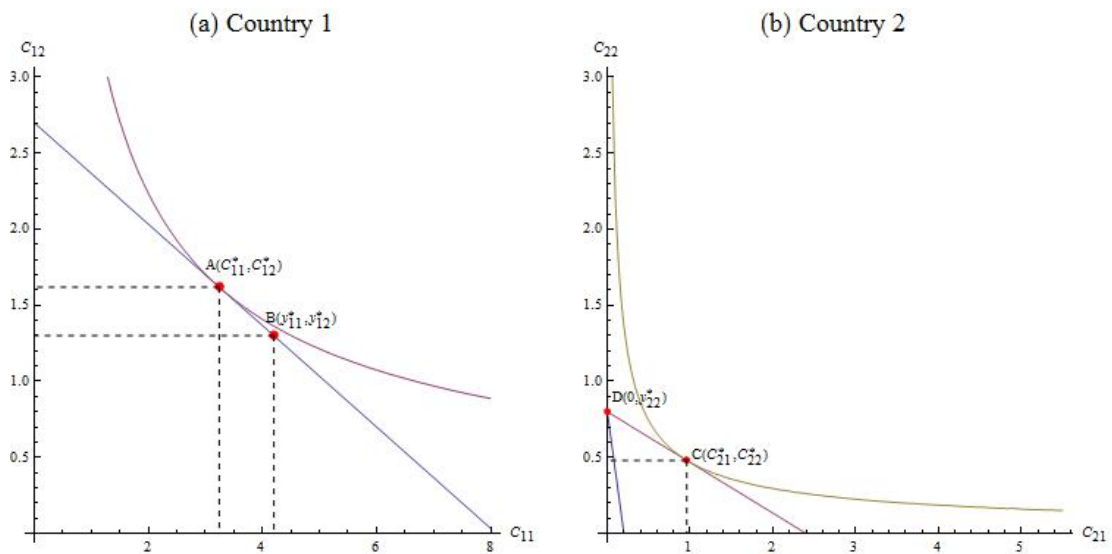 (a) Country 1
C₁₂
3.0
2.5
2.0
1.5
1.0
0.5
A(C*₁₁,C*₁₂)
B(y*₁₁,y*₁₂)
2
4
6
8
C₁₁
(b) Country 2
C₂₂
3.0
2.5
2.0
1.5
1.0
0.5
D(0,y*₂₂)
C(C*₂₁,C*₂₂)
1
2
3
4
5
C₂₁